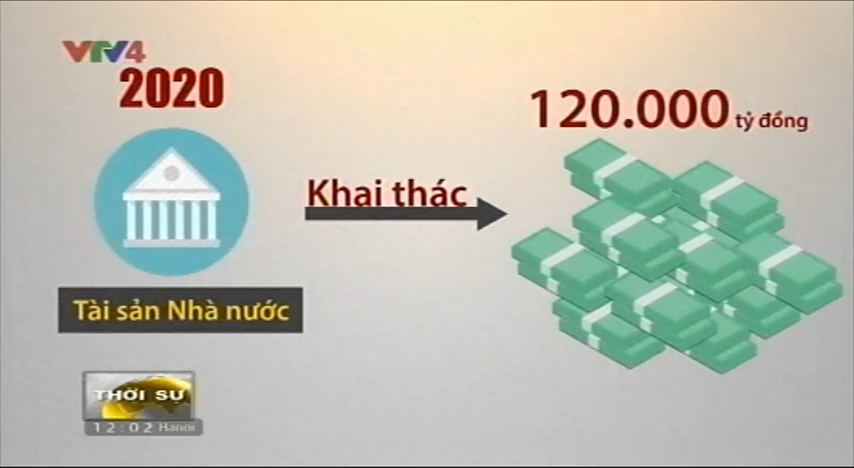 VTV4
2020
120.000 tỷ đồng
Khai thác
Tài sản Nhà nước
THỜI SỰ
12:02 Hanoi